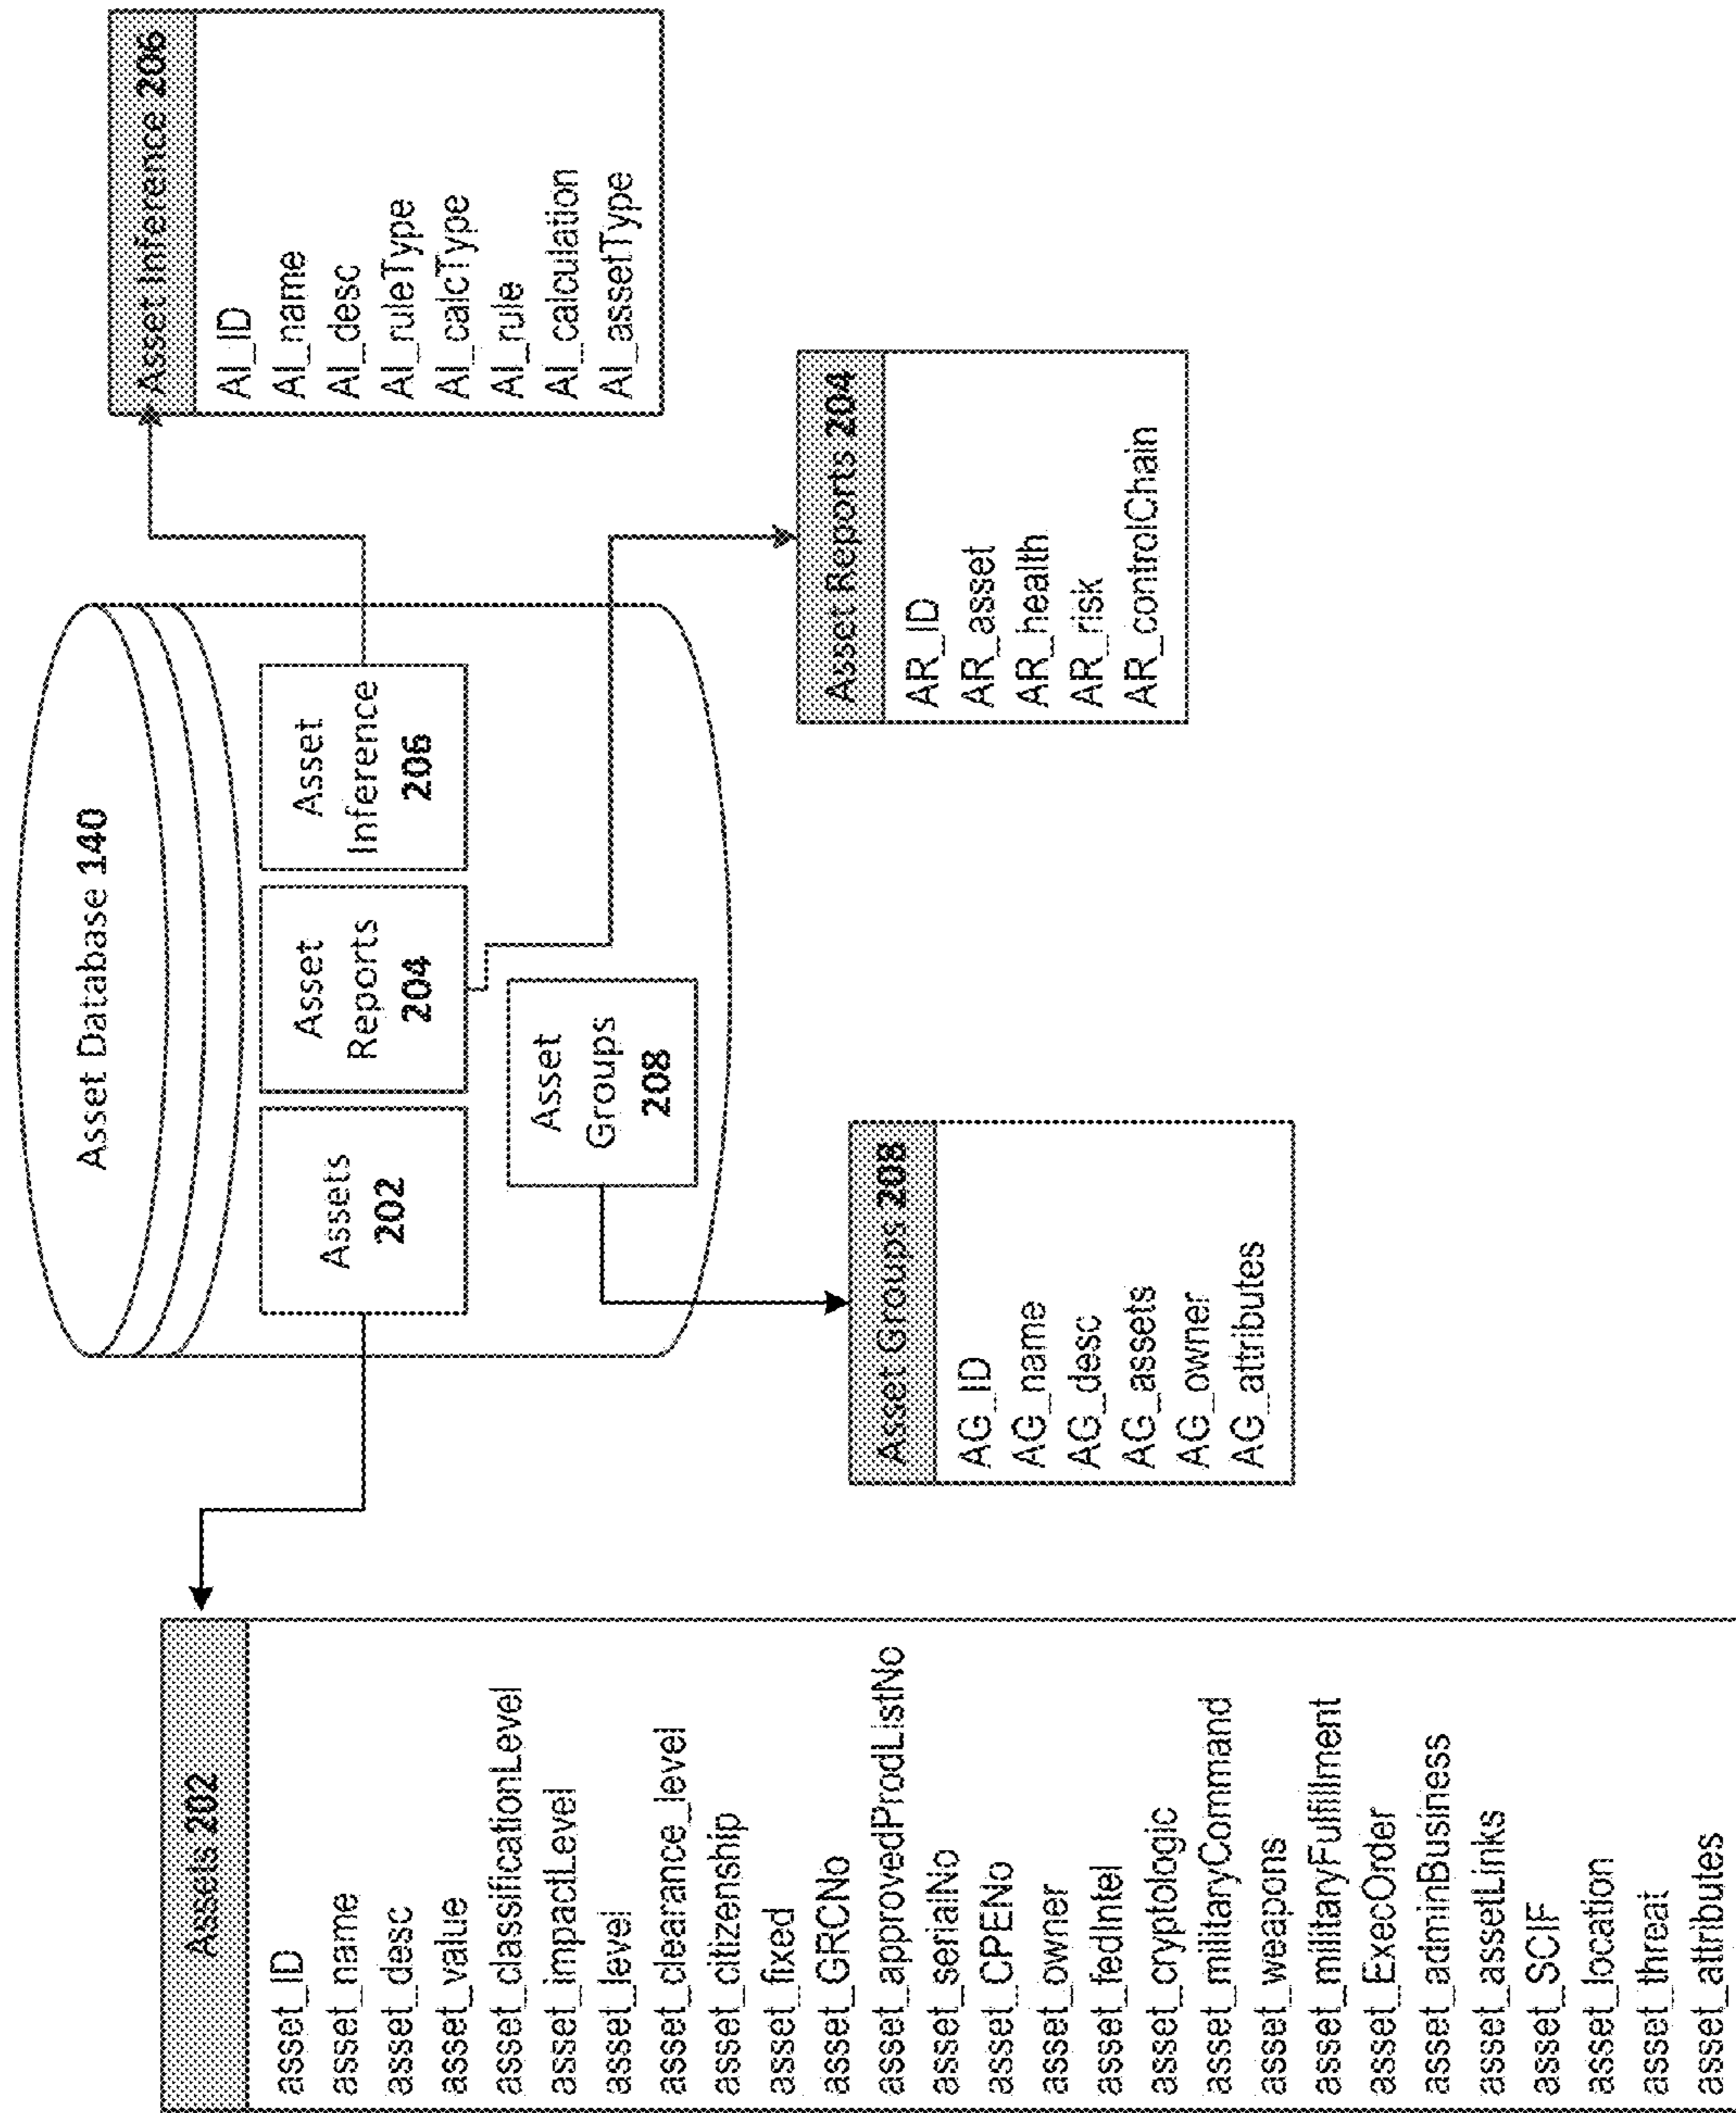 Asset Database 140
Assets
202
Asset
Reports
204
Asset
Inference
206
Asset
Groups
208
Assets 202
asset_ID
asset_name
asset_desc
asset_value
asset_classificationLevel
asset_impactLevel
asset_level
asset_clearance_level
asset_citizenship
asset_fixed
asset_GRCNo
asset_approvedProdListNo
asset_serialNo
asset_CPENo
asset_owner
asset_fedIntel
asset_cryptologic
asset_militaryCommand
asset_weapons
asset_militaryFulfillment
asset_ExecOrder
asset_adminBusiness
asset_assetLinks
asset_SCIF
asset_location
asset_threat
asset_attributes
Asset Groups 208
AG_ID
AG_name
AG_desc
AG_assets
AG_owner
AG_attributes
Asset Reports 204
AR_ID
AR_asset
AR_health
AR_risk
AR_controlChain
Asset Inference 206
AI_ID
AI_name
AI_desc
AI_ruleType
AI_calcType
AI_rule
AI_calculation
AI_assetType